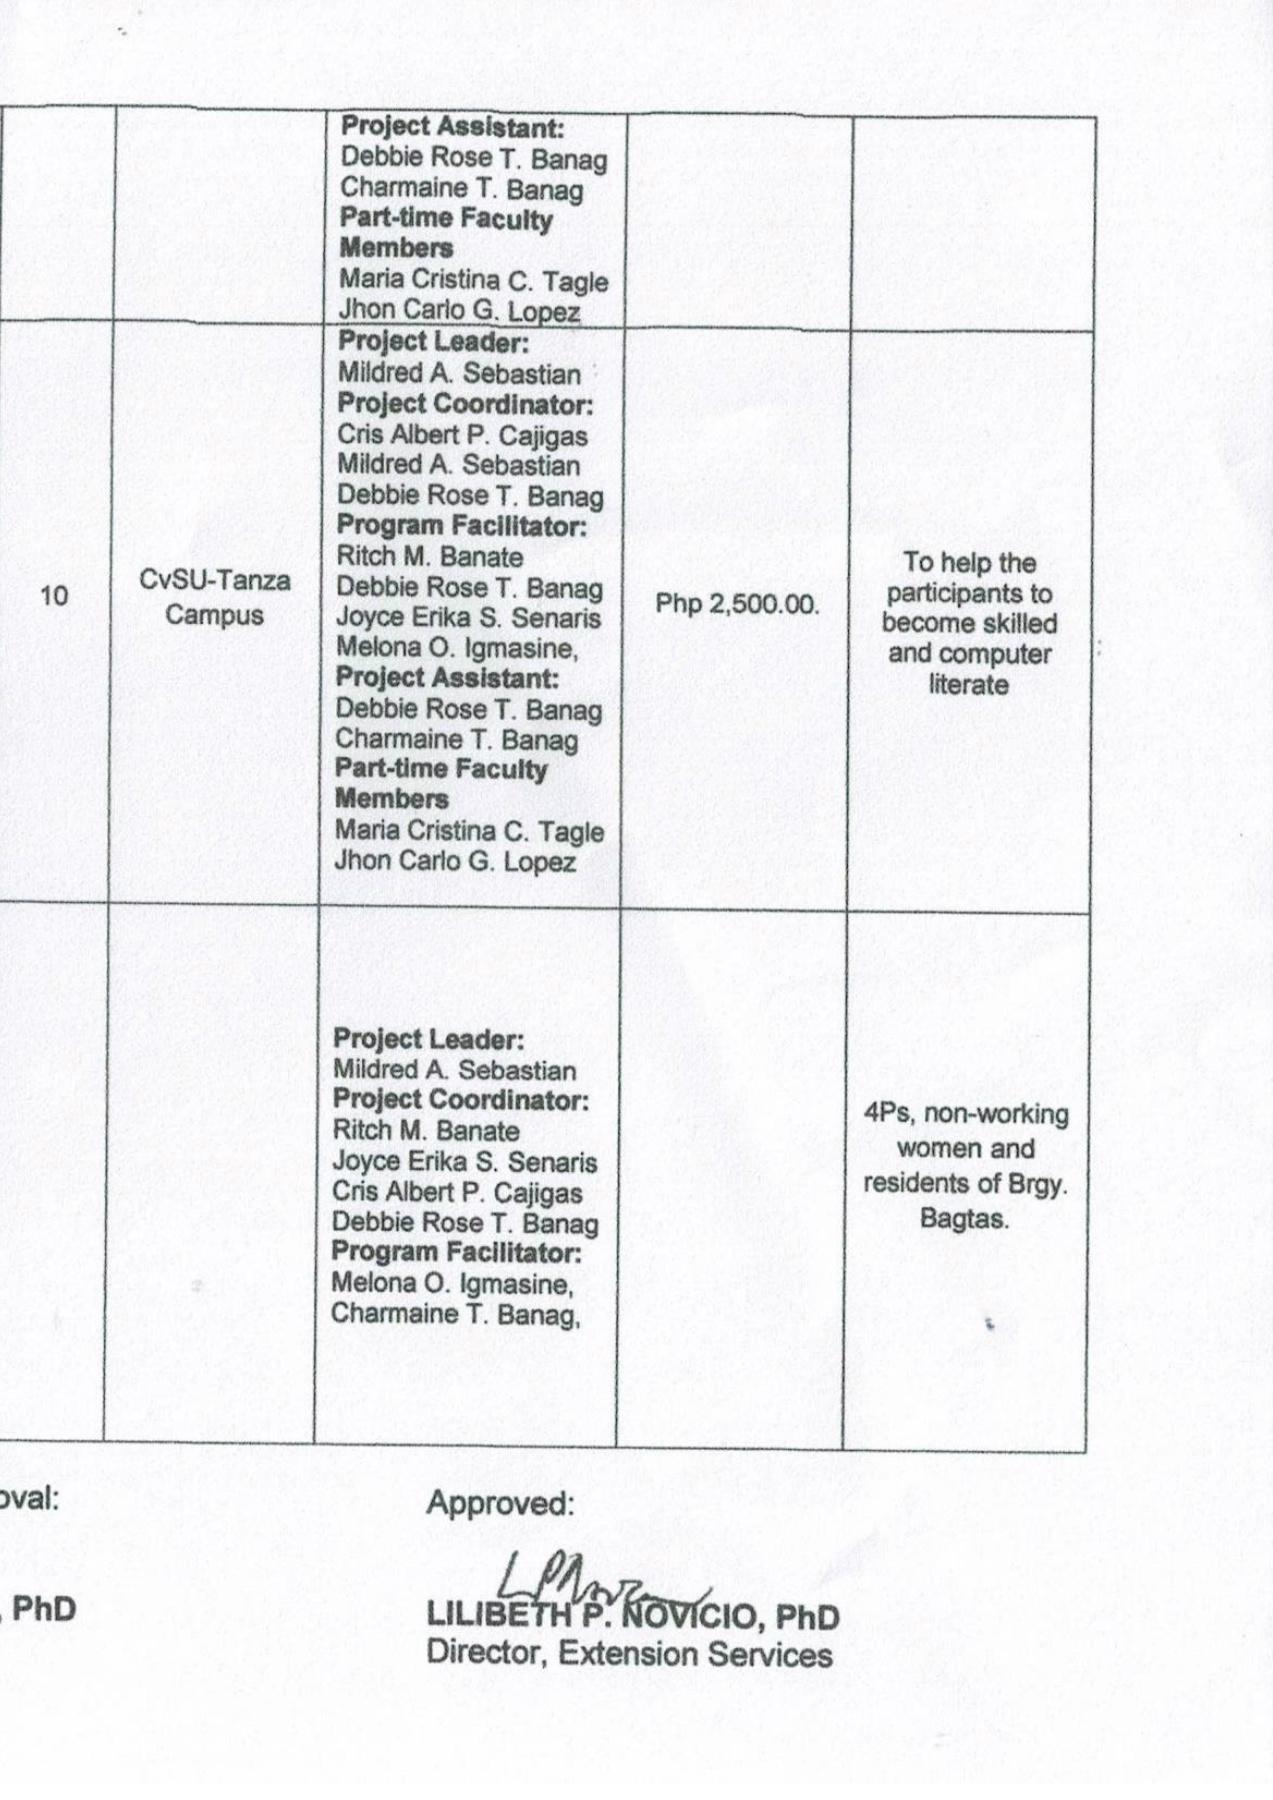 Project Assistant:
Debbie Rose T. Banag
Charmaine T. Banag
Part-time Faculty
Members
Maria Cristina C. Tagle
Jhon Carlo G. Lopez
10
CvSU-Tanza
Campus
Project Leader:
Mildred A. Sebastian
Project Coordinator:
Cris Albert P. Cajigas
Mildred A. Sebastian
Debbie Rose T. Banag
Program Facilitator:
Ritch M. Banate
Debbie Rose T. Banag
Joyce Erika S. Senaris
Melona O. Igmasine,
Project Assistant:
Debbie Rose T. Banag
Charmaine T. Banag
Part-time Faculty
Members
Maria Cristina C. Tagle
Jhon Carlo G. Lopez
Php 2,500.00.
To help the
participants to
become skilled
and computer
literate
Project Leader:
Mildred A. Sebastian
Project Coordinator:
Ritch M. Banate
Joyce Erika S. Senaris
Cris Albert P. Cajigas
Debbie Rose T. Banag
Program Facilitator:
Melona O. Igmasine,
Charmaine T. Banag,
4Ps, non-working
women and
residents of Brgy.
Bagtas.
oval:
, PhD
Approved:
LILIBETH P. NOVICIO, PhD
Director, Extension Services